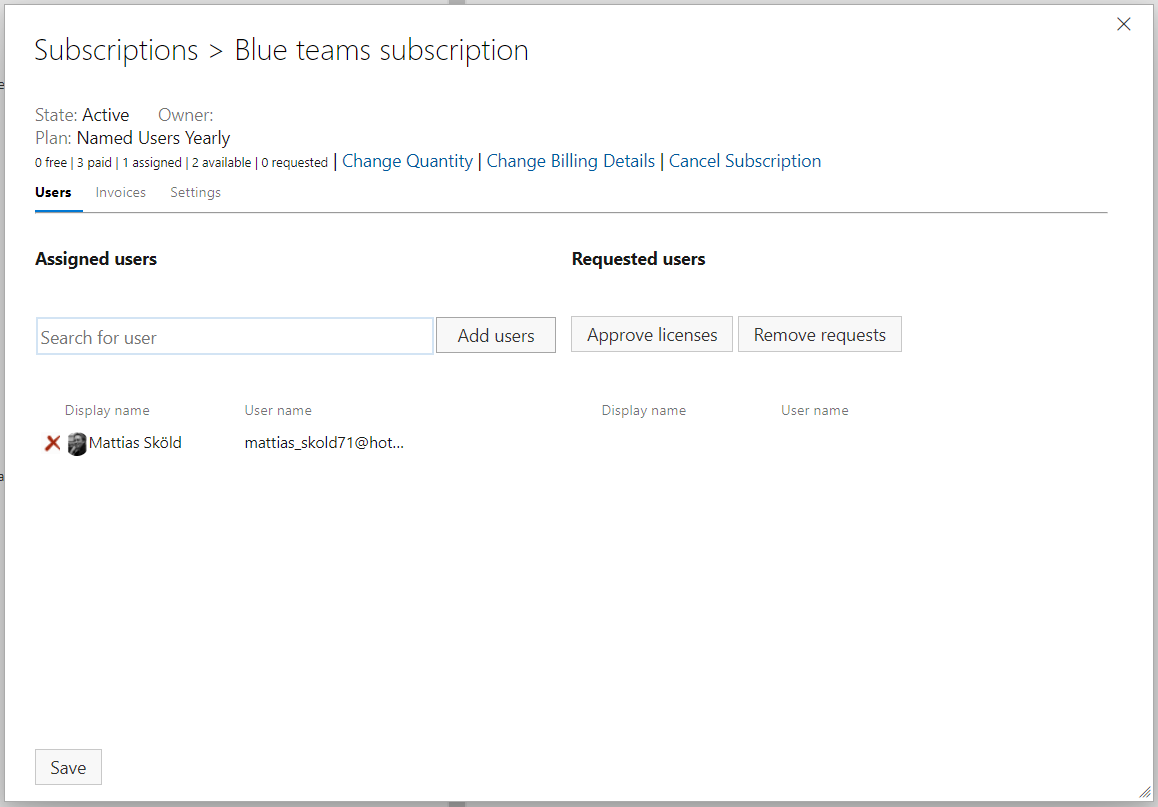 Subscriptions > Blue teams subscription
State: Active Owner:
Plan: Named Users Yearly
0 free | 3 paid | 1 assigned | 2 available | 0 requested | Change Quantity | Change Billing Details | Cancel Subscription
Users Invoices Settings
Assigned users Requested users
Search for user Add users Approve licenses Remove requests
Display name User name Display name User name
Mattias Sköld mattias_skold71@hot...
Save